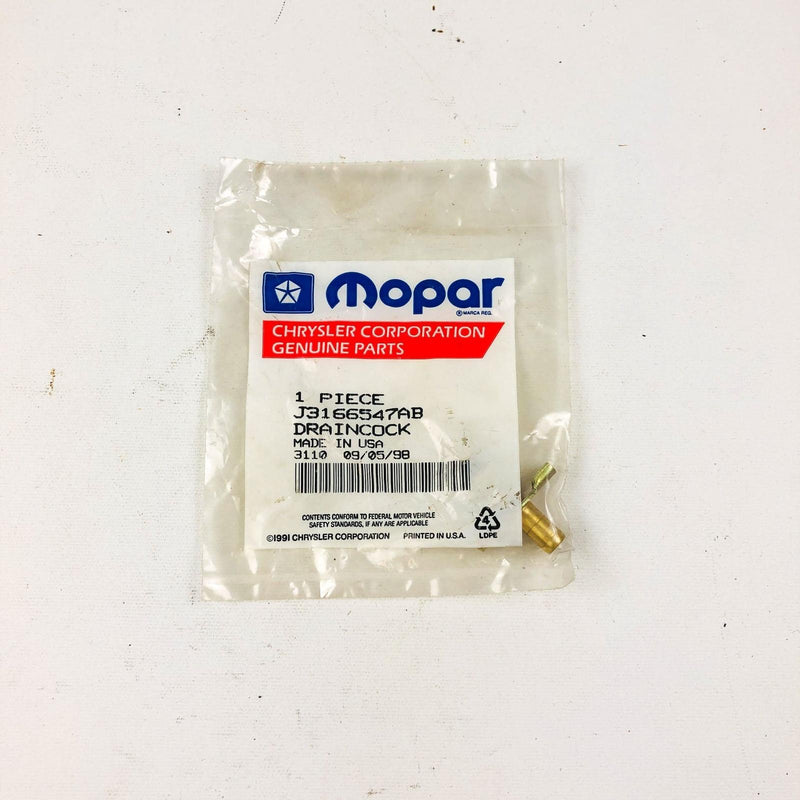 Mopar
® MARCA REG.
CHRYSLER CORPORATION
GENUINE PARTS
1 PIECE
J3166547AB
DRAINCOCK
MADE IN USA
3110 09/05/98
CONTENTS CONFORM TO FEDERAL MOTOR VEHICLE
SAFETY STANDARDS, IF ANY ARE APPLICABLE
4
©1991 CHRYSLER CORPORATION PRINTED IN U.S.A. LDPE